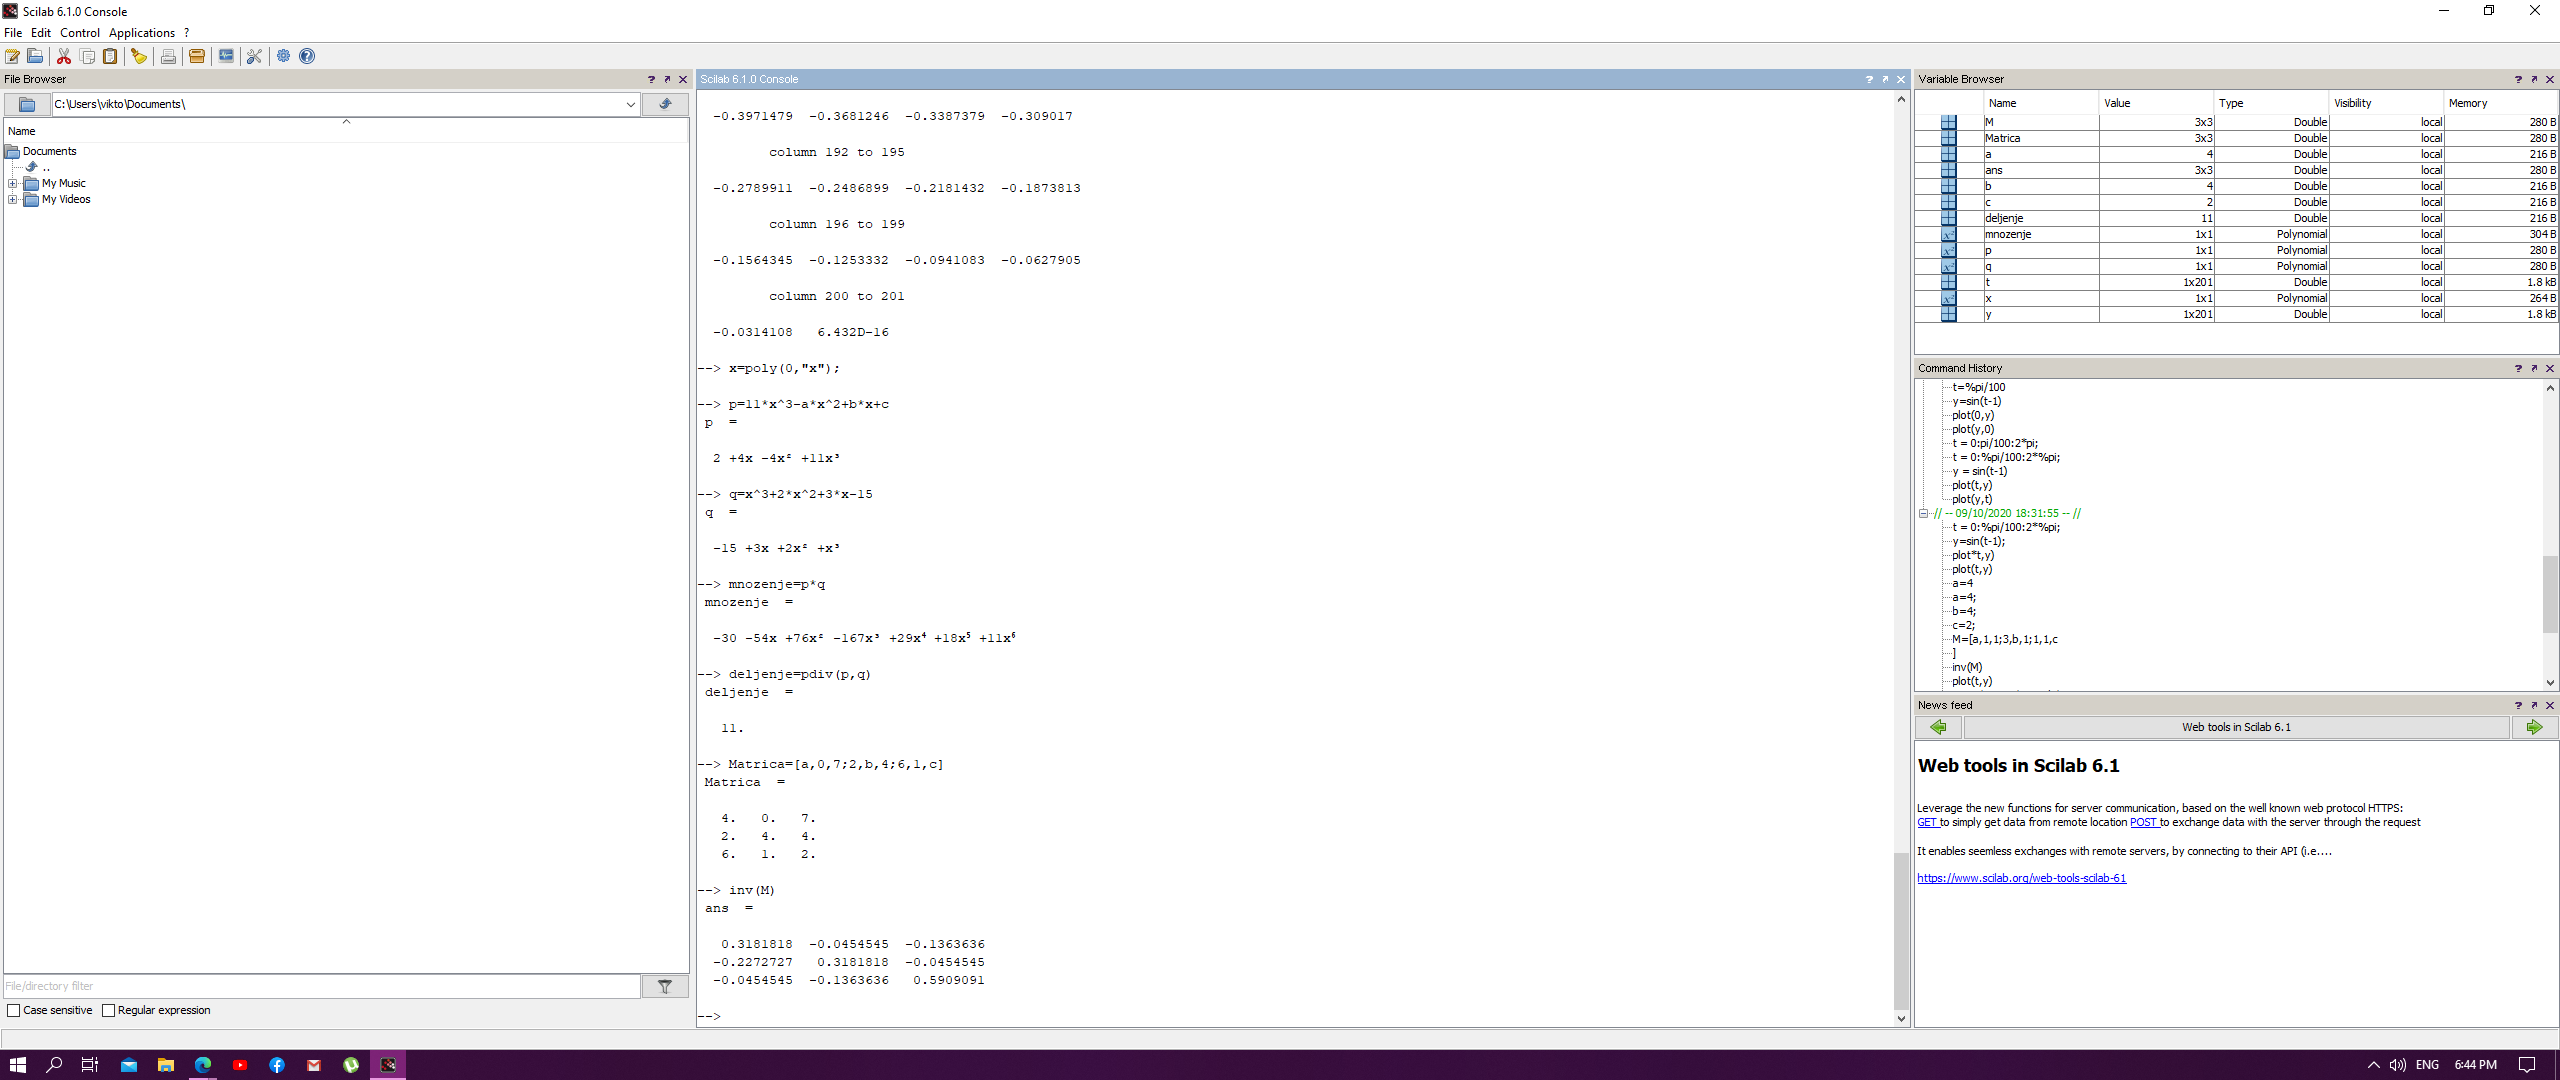 Scilab 6.1.0 Console
File Edit Control Applications ?
File Browser
C:\Users\vikto\Documents\
Name
Documents
..
My Music
My Videos
File/directory filter
Case sensitive Regular expression
Scilab 6.1.0 Console
-0.3971479 -0.3681246 -0.3387379 -0.309017
column 192 to 195
-0.2789911 -0.2486899 -0.2181432 -0.1873813
column 196 to 199
-0.1564345 -0.1253332 -0.0941083 -0.0627905
column 200 to 201
-0.0314108 6.432D-16
--> x=poly(0,"x");
--> p=11*x^3-a*x^2+b*x+c
p =
2 +4x -4x² +11x³
--> q=x^3+2*x^2+3*x-15
q =
-15 +3x +2x² +x³
--> mnozenje=p*q
mnozenje =
-30 -54x +76x² -167x³ +29x⁴ +18x⁵ +11x⁶
--> deljenje=pdiv(p,q)
deljenje =
11.
--> Matrica=[a,0,7;2,b,4;6,1,c]
Matrica =
4. 0. 7.
2. 4. 4.
6. 1. 2.
--> inv(M)
ans =
0.3181818 -0.0454545 -0.1363636
-0.2272727 0.3181818 -0.0454545
-0.0454545 -0.1363636 0.5909091
-->
Variable Browser
Name Value Type Visibility Memory
M 3x3 Double local 280 B
Matrica 3x3 Double local 280 B
a 4 Double local 216 B
ans 3x3 Double local 280 B
b 4 Double local 216 B
c 2 Double local 216 B
deljenje 11 Double local 216 B
mnozenje 1x1 Polynomial local 304 B
p 1x1 Polynomial local 280 B
q 1x1 Polynomial local 280 B
t 1x201 Double local 1.8 kB
x 1x1 Polynomial local 264 B
y 1x201 Double local 1.8 kB
Command History
t=%pi/100
y=sin(t-1)
plot(0,y)
plot(y,0)
t = 0:pi/100:2*pi;
t = 0:%pi/100:2*%pi;
y = sin(t-1)
plot(t,y)
plot(y,t)
// -- 09/10/2020 18:31:55 -- //
t = 0:%pi/100:2*%pi;
y=sin(t-1);
plot*t,y)
plot(t,y)
a=4
a=4;
b=4;
c=2;
M=[a,1,1;3,b,1;1,1,c
]
inv(M)
plot(t,y)
News feed
Web tools in Scilab 6.1
Web tools in Scilab 6.1
Leverage the new functions for server communication, based on the well known web protocol HTTPS:
GET to simply get data from remote location POST to exchange data with the server through the request
It enables seemless exchanges with remote servers, by connecting to their API (i.e....
https://www.scilab.org/web-tools-scilab-61
ENG 6:44 PM